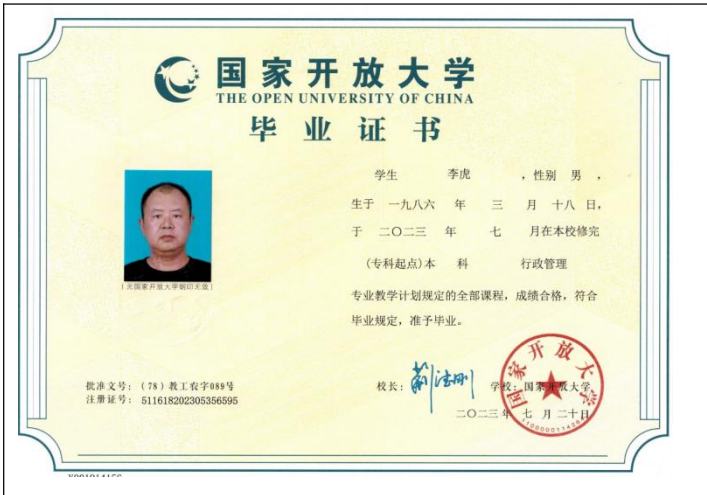 国家开放大学
THE OPEN UNIVERSITY OF CHINA
毕业证书
学生 李虎 ，性别 男 ，
生于 一九八六 年 三 月 十八 日，
于 二〇二三 年 七 月在本校修完
(专科起点)本 科 行政管理
专业教学计划规定的全部课程，成绩合格，符合
毕业规定，准予毕业。
(无国家开放大学钢印无效)
批准文号：（78）教工农字089号
注册证号：511618202305356595
校长：
学校：国家开放大学
二〇二三年 七 月 二十日
国家开放大学